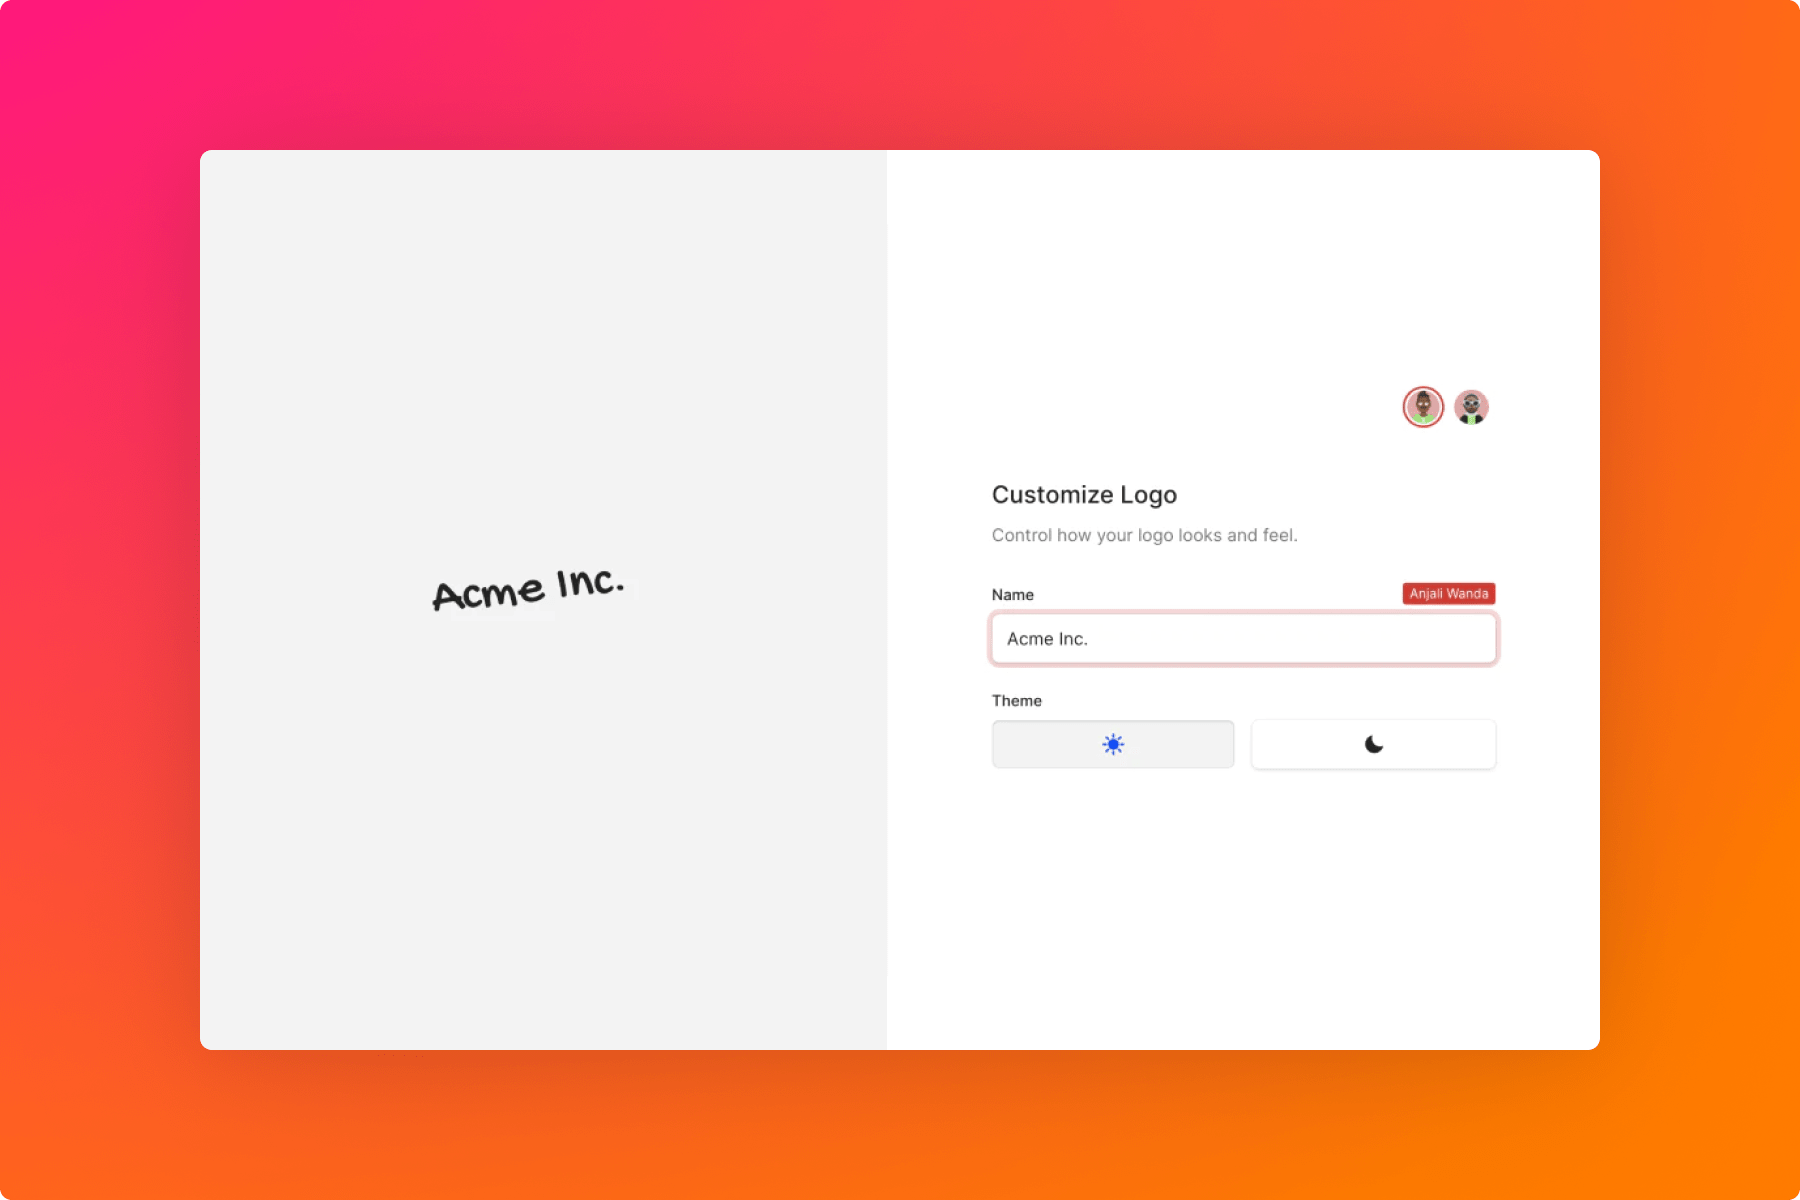 Acme Inc.
Customize Logo
Control how your logo looks and feel.
Name
Anjali Wanda
Acme Inc.
Theme